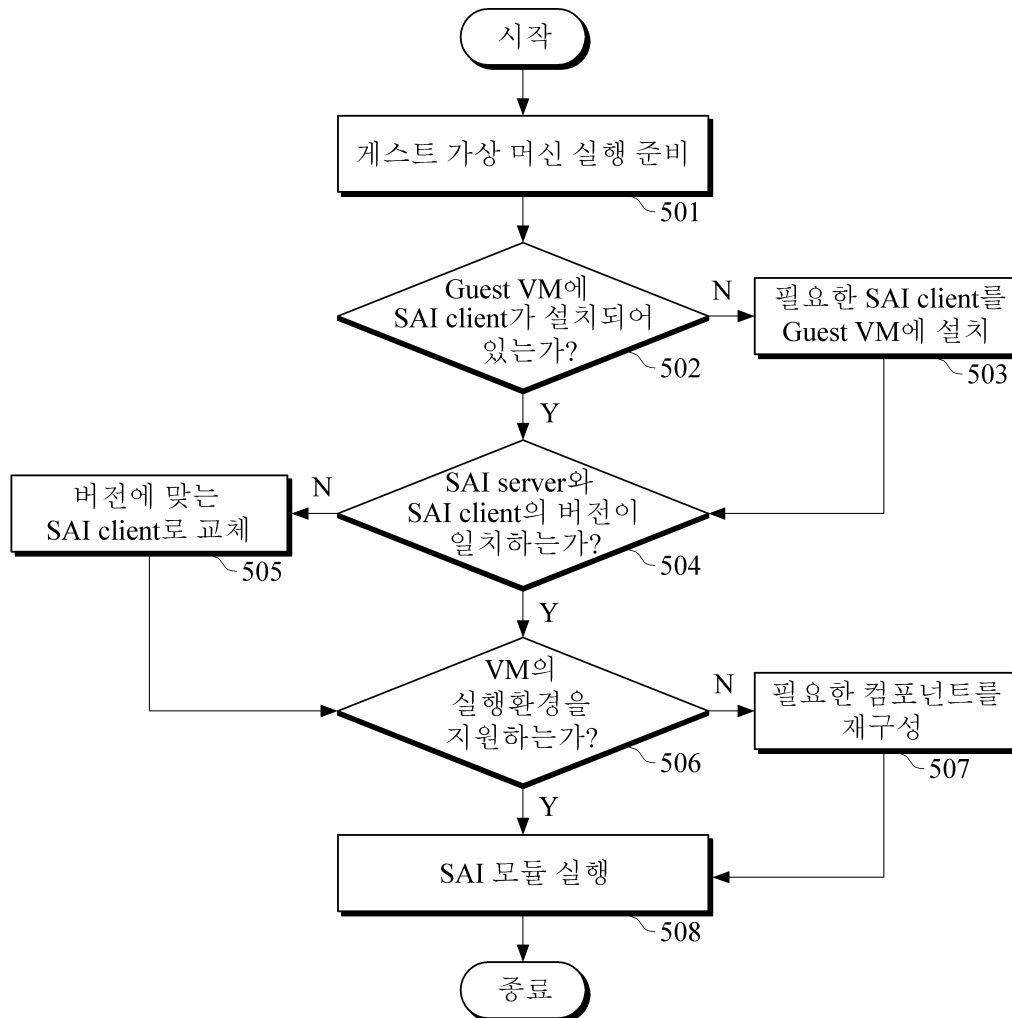 시작
게스트 가상 머신 실행 준비
501
Guest VM에
SAI client가 설치되어
있는가?
502
N
필요한 SAI client를
Guest VM에 설치
503
Y
SAI server와
SAI client의 버전이
일치하는가?
504
N
버전에 맞는
SAI client로 교체
505
Y
VM의
실행환경을
지원하는가?
506
N
필요한 컴포넌트를
재구성
507
Y
SAI 모듈 실행
508
종료